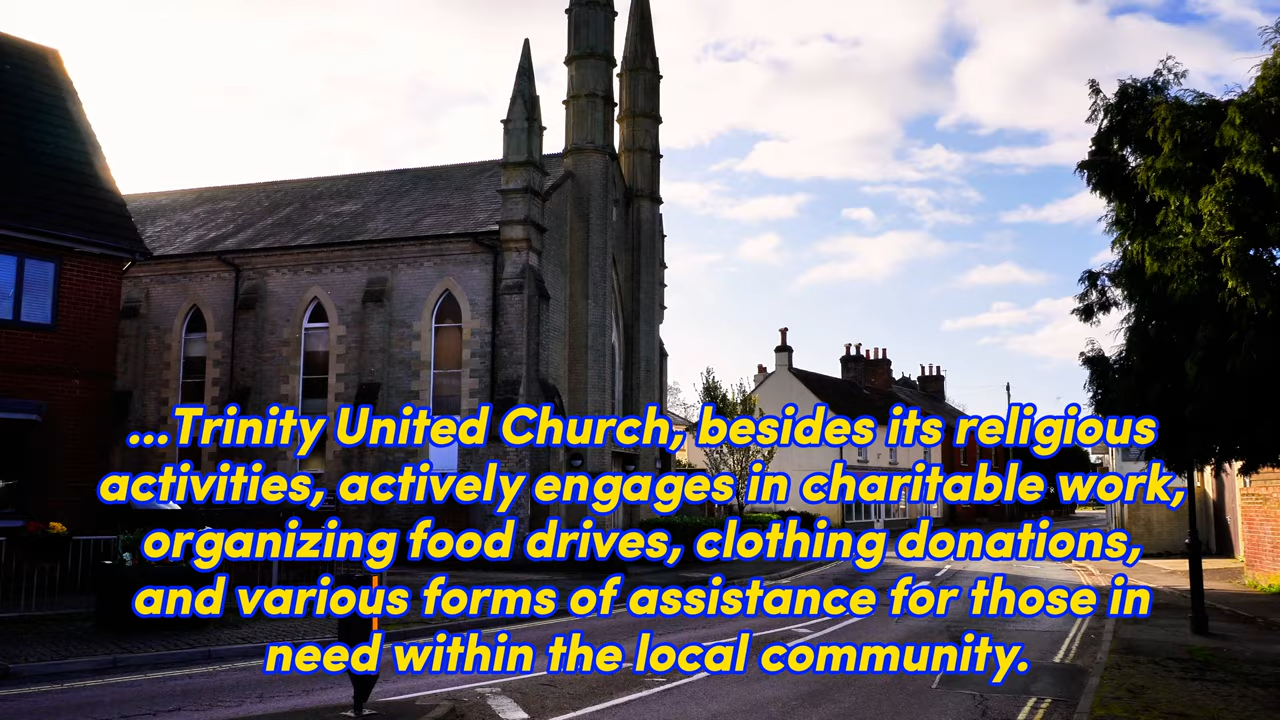 ...Trinity United Church, besides its religious
activities, actively engages in charitable work,
organizing food drives, clothing donations,
and various forms of assistance for those in
need within the local community.